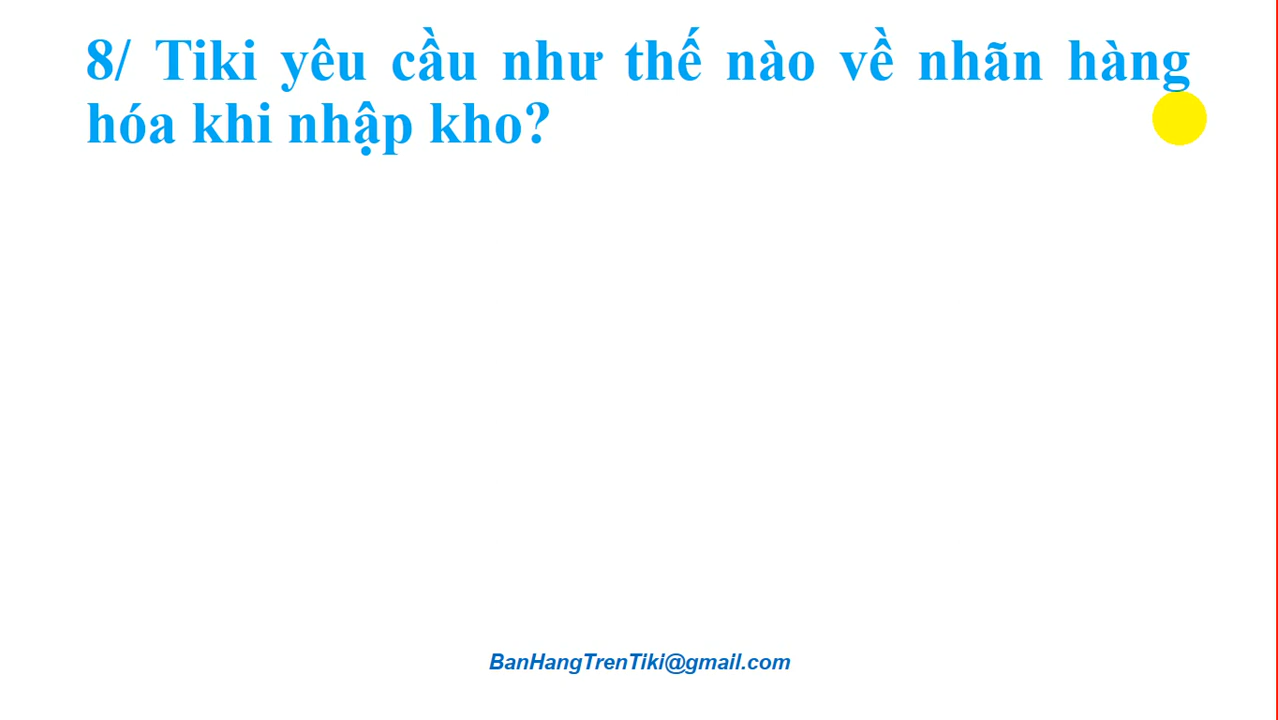 8/ Tiki yêu cầu như thế nào về nhãn hàng
hóa khi nhập kho?
BanHangTrenTiki@gmail.com